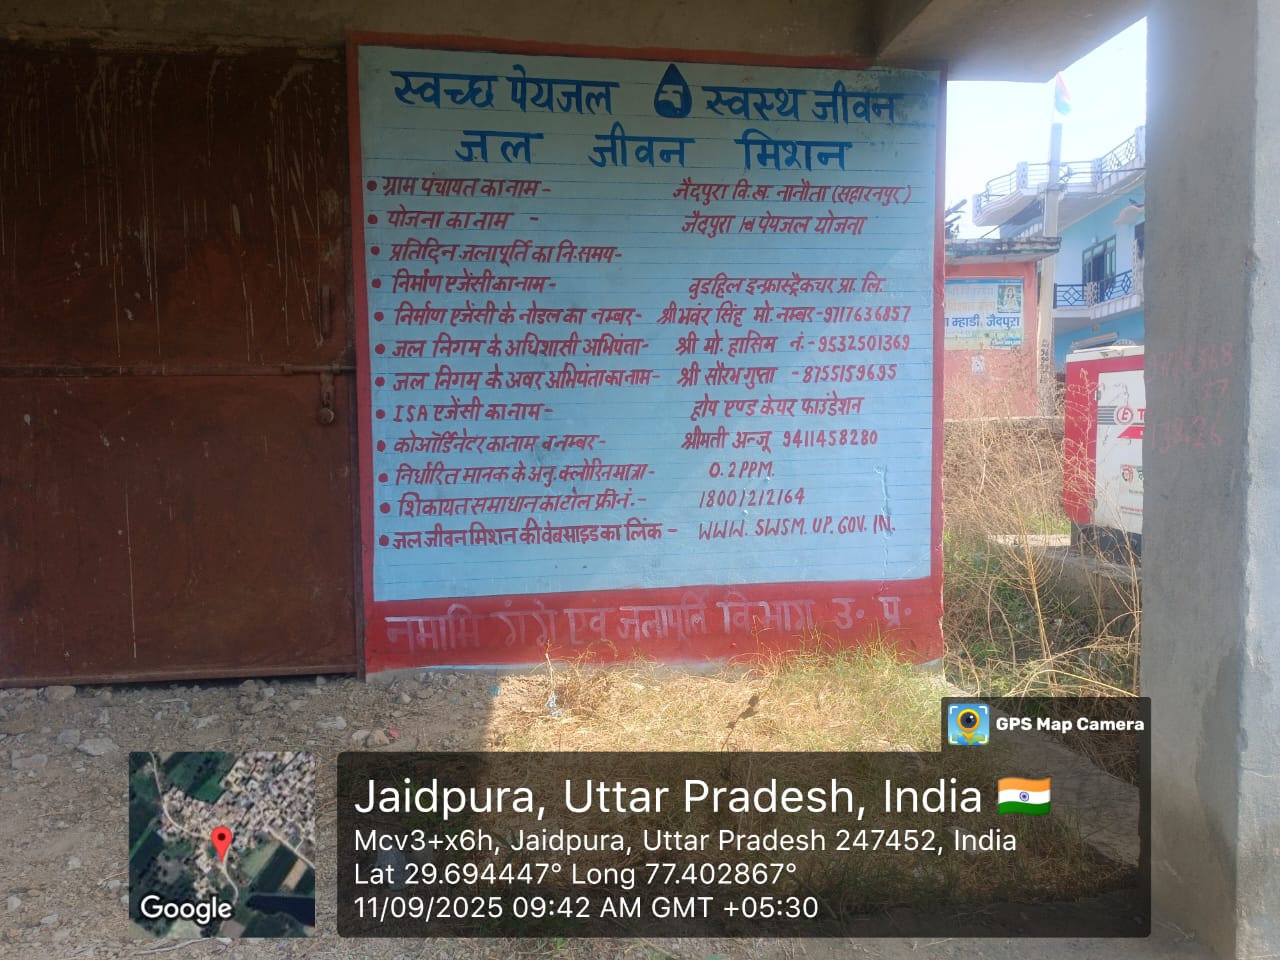 स्वच्छ पेयजल स्वस्थ जीवन
जल जीवन मिशन
• ग्राम पंचायत का नाम - जैदपुरा वि.ख. नानौता (सहारनपुर)
• योजना का नाम - जैदपुरा पेयजल योजना
• प्रतिदिन जलापूर्ति का नि.समय-
• निर्माण एजेंसी का नाम- वुडहिल इन्फ्रास्ट्रैकचर प्रा. लि.
• निर्माण एजेंसी के नोडल का नम्बर- श्री भंवर सिंह मो. नम्बर-9717636857
• जल निगम के अधिशासी अभियंता- श्री मो. हासिम नं.-9532501369
• जल निगम के अवर अभियंता का नाम- श्री सौरभ गुप्ता -8755159695
• ISA एजेंसी का नाम- होप एण्ड केयर फाउंडेशन
• कोऑर्डिनेटर का नाम व नम्बर- श्रीमती अन्जू 9411458280
• निर्धारित मानक के अनु. क्लोरिन मात्रा- 0.2 PPM.
• शिकायत समाधान का टोल फ्री नं.- 18001212164
• जल जीवन मिशन की वेबसाइड का लिंक - WWW. SWSM. UP. GOV. IN.
नमामि गंगे एवं जलापूर्ति विभाग उ. प्र.
म्हाडी, जैदपुरा
GPS Map Camera
Jaidpura, Uttar Pradesh, India
Mcv3+x6h, Jaidpura, Uttar Pradesh 247452, India
Lat 29.694447° Long 77.402867°
11/09/2025 09:42 AM GMT +05:30
Google